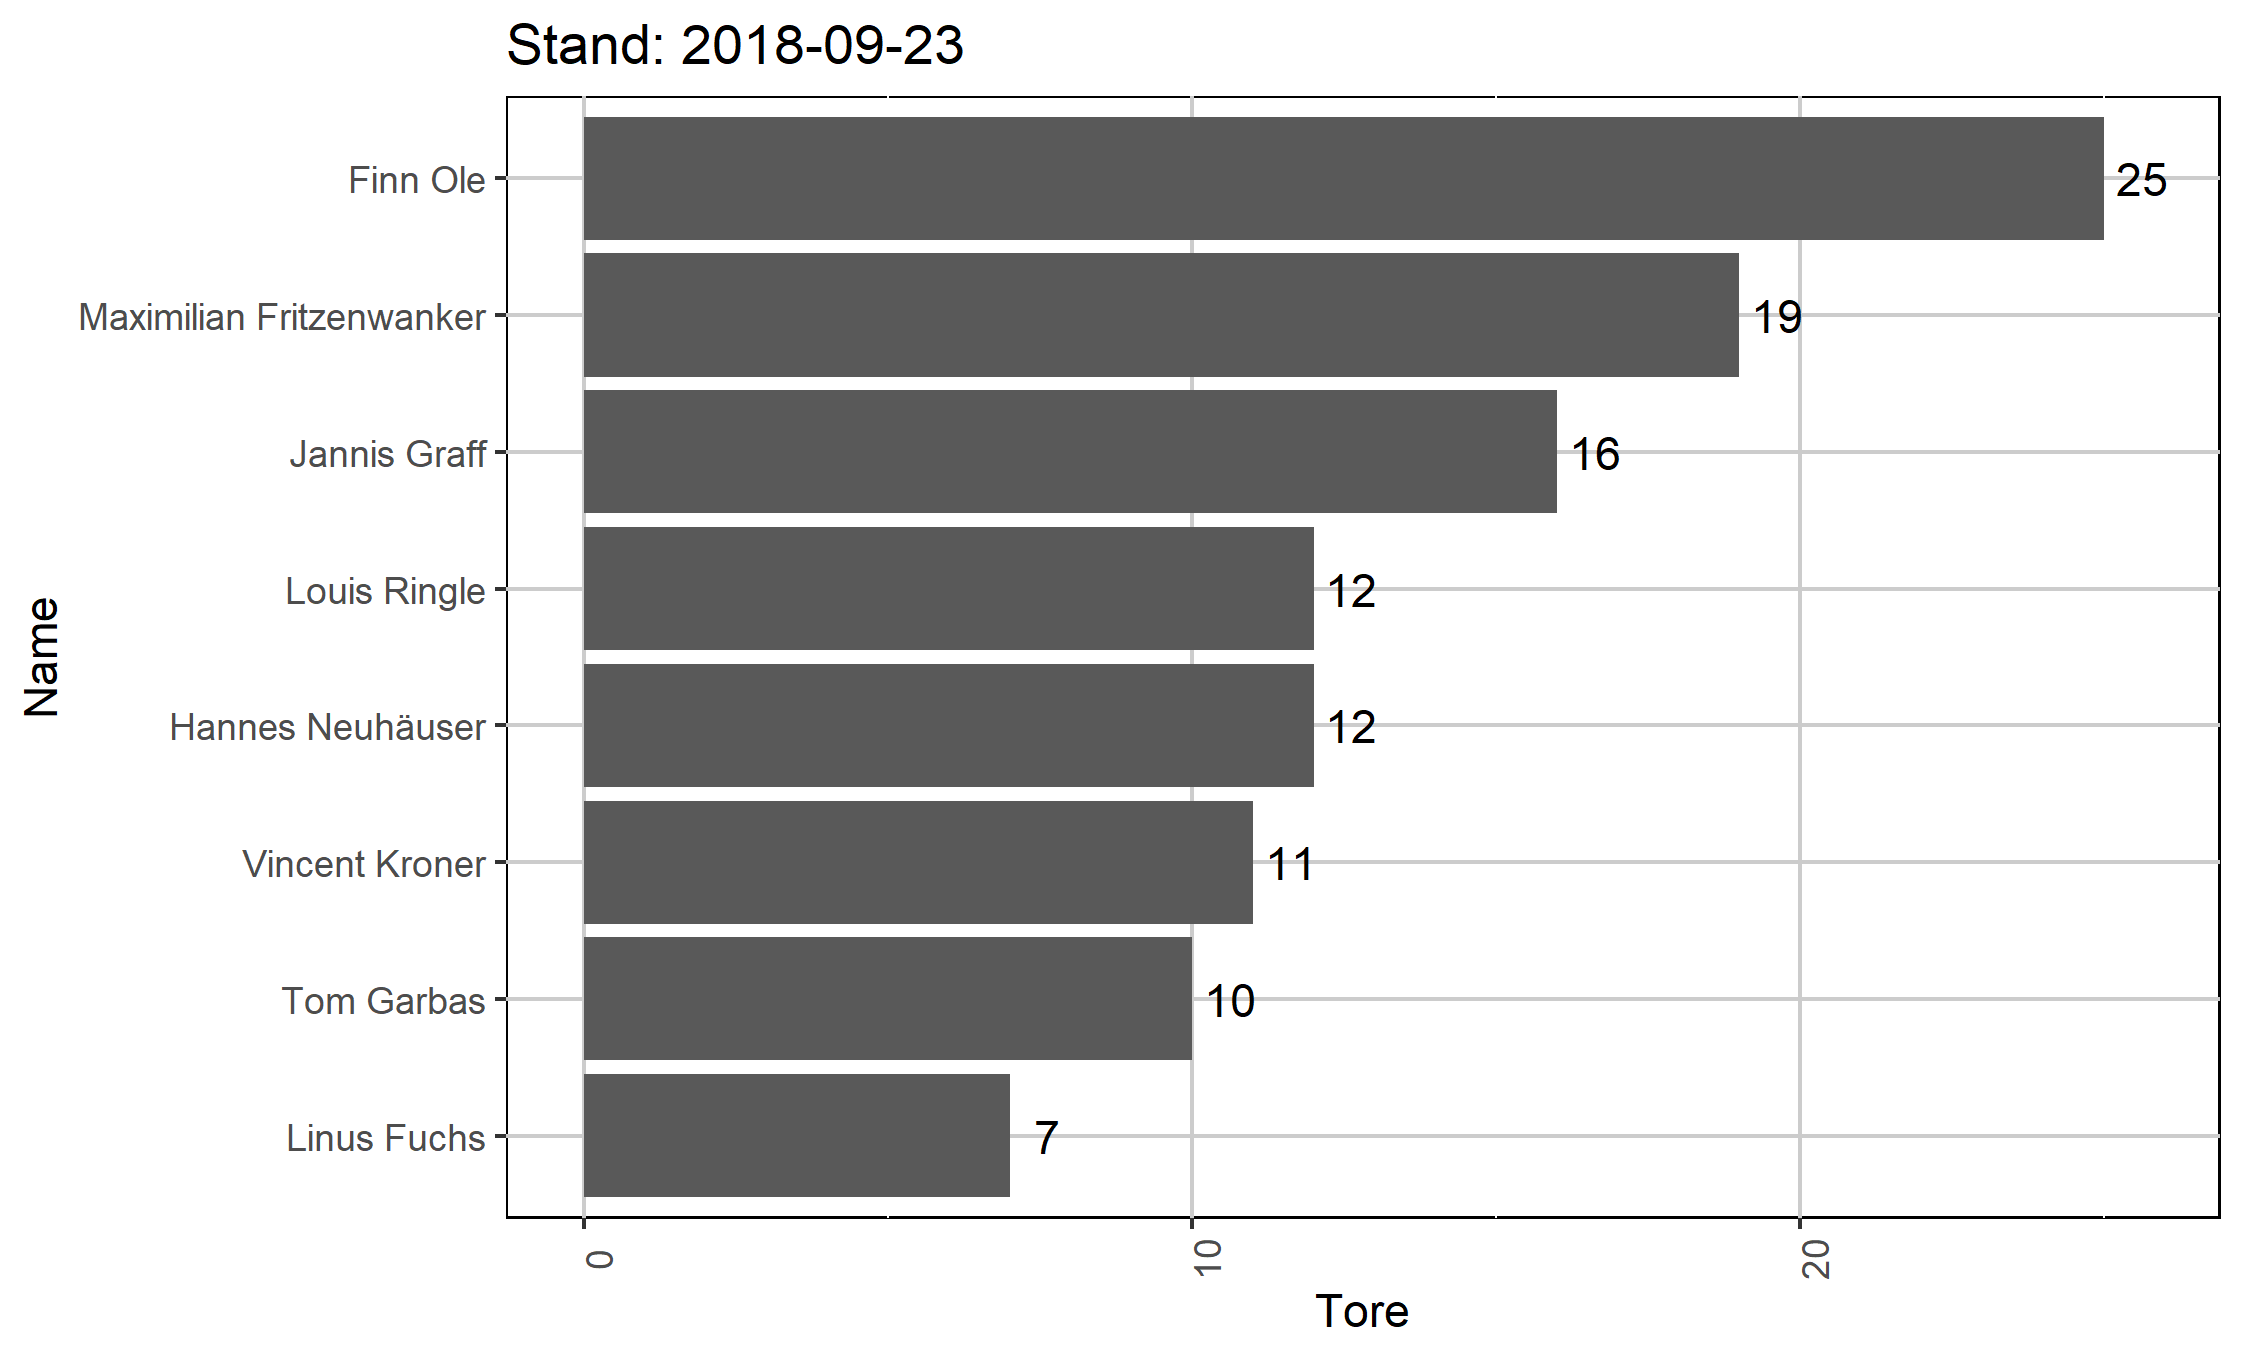 Stand: 2018-09-23
Name
Finn Ole 25
Maximilian Fritzenwanker 19
Jannis Graff 16
Louis Ringle 12
Hannes Neuhäuser 12
Vincent Kroner 11
Tom Garbas 10
Linus Fuchs 7
0 10 20
Tore